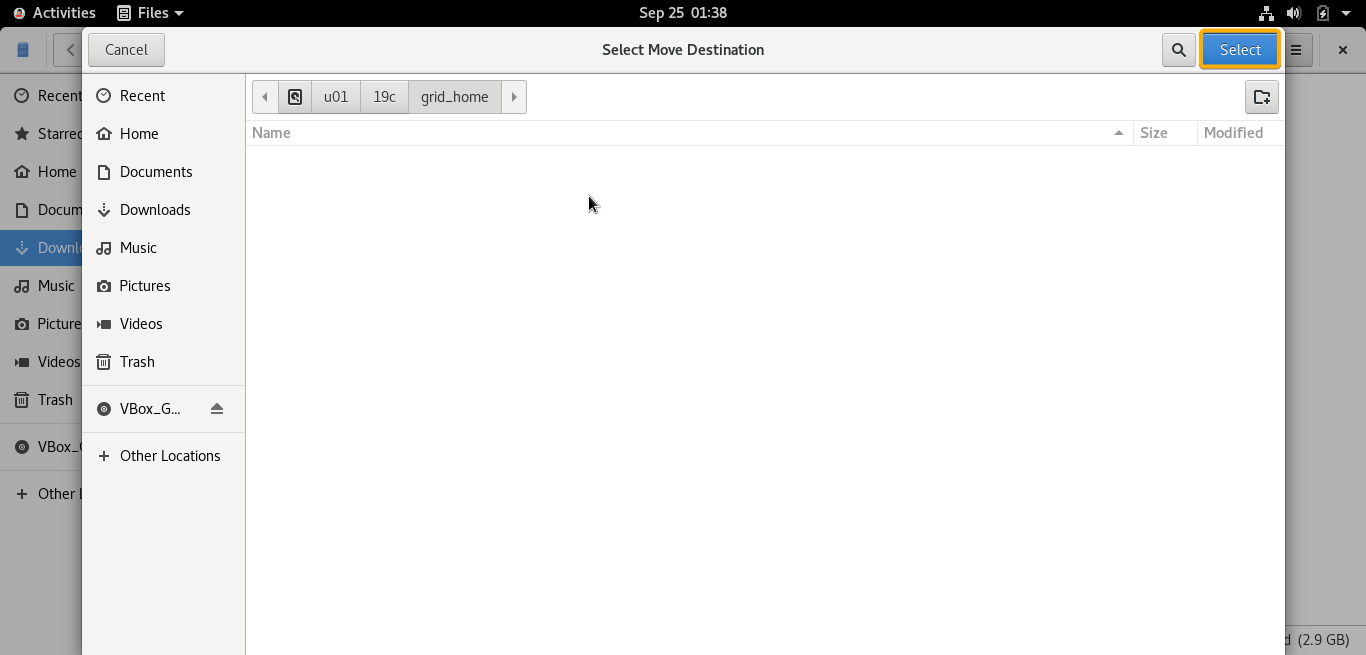 Activities Files Sep 25 01:38
Cancel Select Move Destination Select
u01 19c grid_home
Name Size Modified
Recent
Home
Documents
Downloads
Music
Pictures
Videos
Trash
VBox_G...
Other Locations
Recent
Starred
Home
Docum
Downlo
Music
Picture
Videos
Trash
VBox_G
Other L
d (2.9 GB)